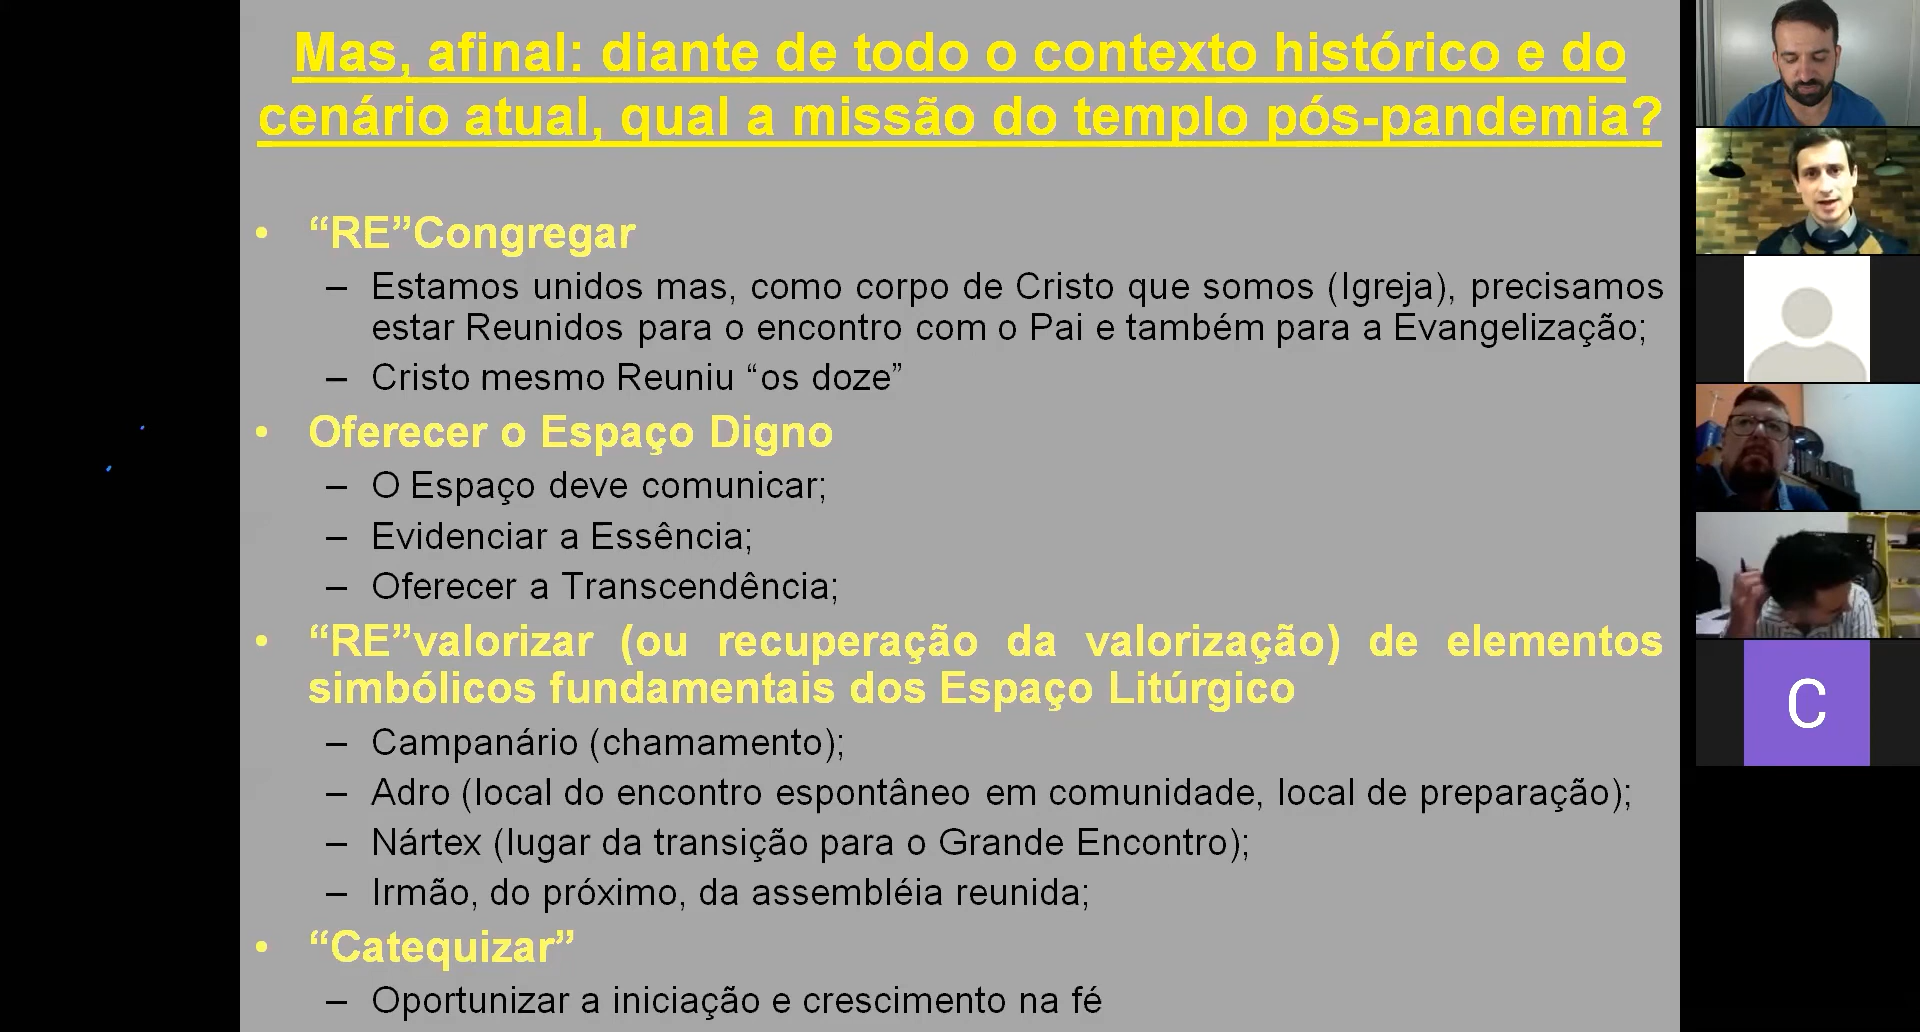 Mas, afinal: diante de todo o contexto histórico e do
cenário atual, qual a missão do templo pós-pandemia?
• “RE”Congregar
– Estamos unidos mas, como corpo de Cristo que somos (Igreja), precisamos
estar Reunidos para o encontro com o Pai e também para a Evangelização;
– Cristo mesmo Reuniu “os doze”
• Oferecer o Espaço Digno
– O Espaço deve comunicar;
– Evidenciar a Essência;
– Oferecer a Transcendência;
• “RE”valorizar (ou recuperação da valorização) de elementos
simbólicos fundamentais dos Espaço Litúrgico
– Campanário (chamamento);
– Adro (local do encontro espontâneo em comunidade, local de preparação);
– Nártex (lugar da transição para o Grande Encontro);
– Irmão, do próximo, da assembléia reunida;
• “Catequizar”
– Oportunizar a iniciação e crescimento na fé
C